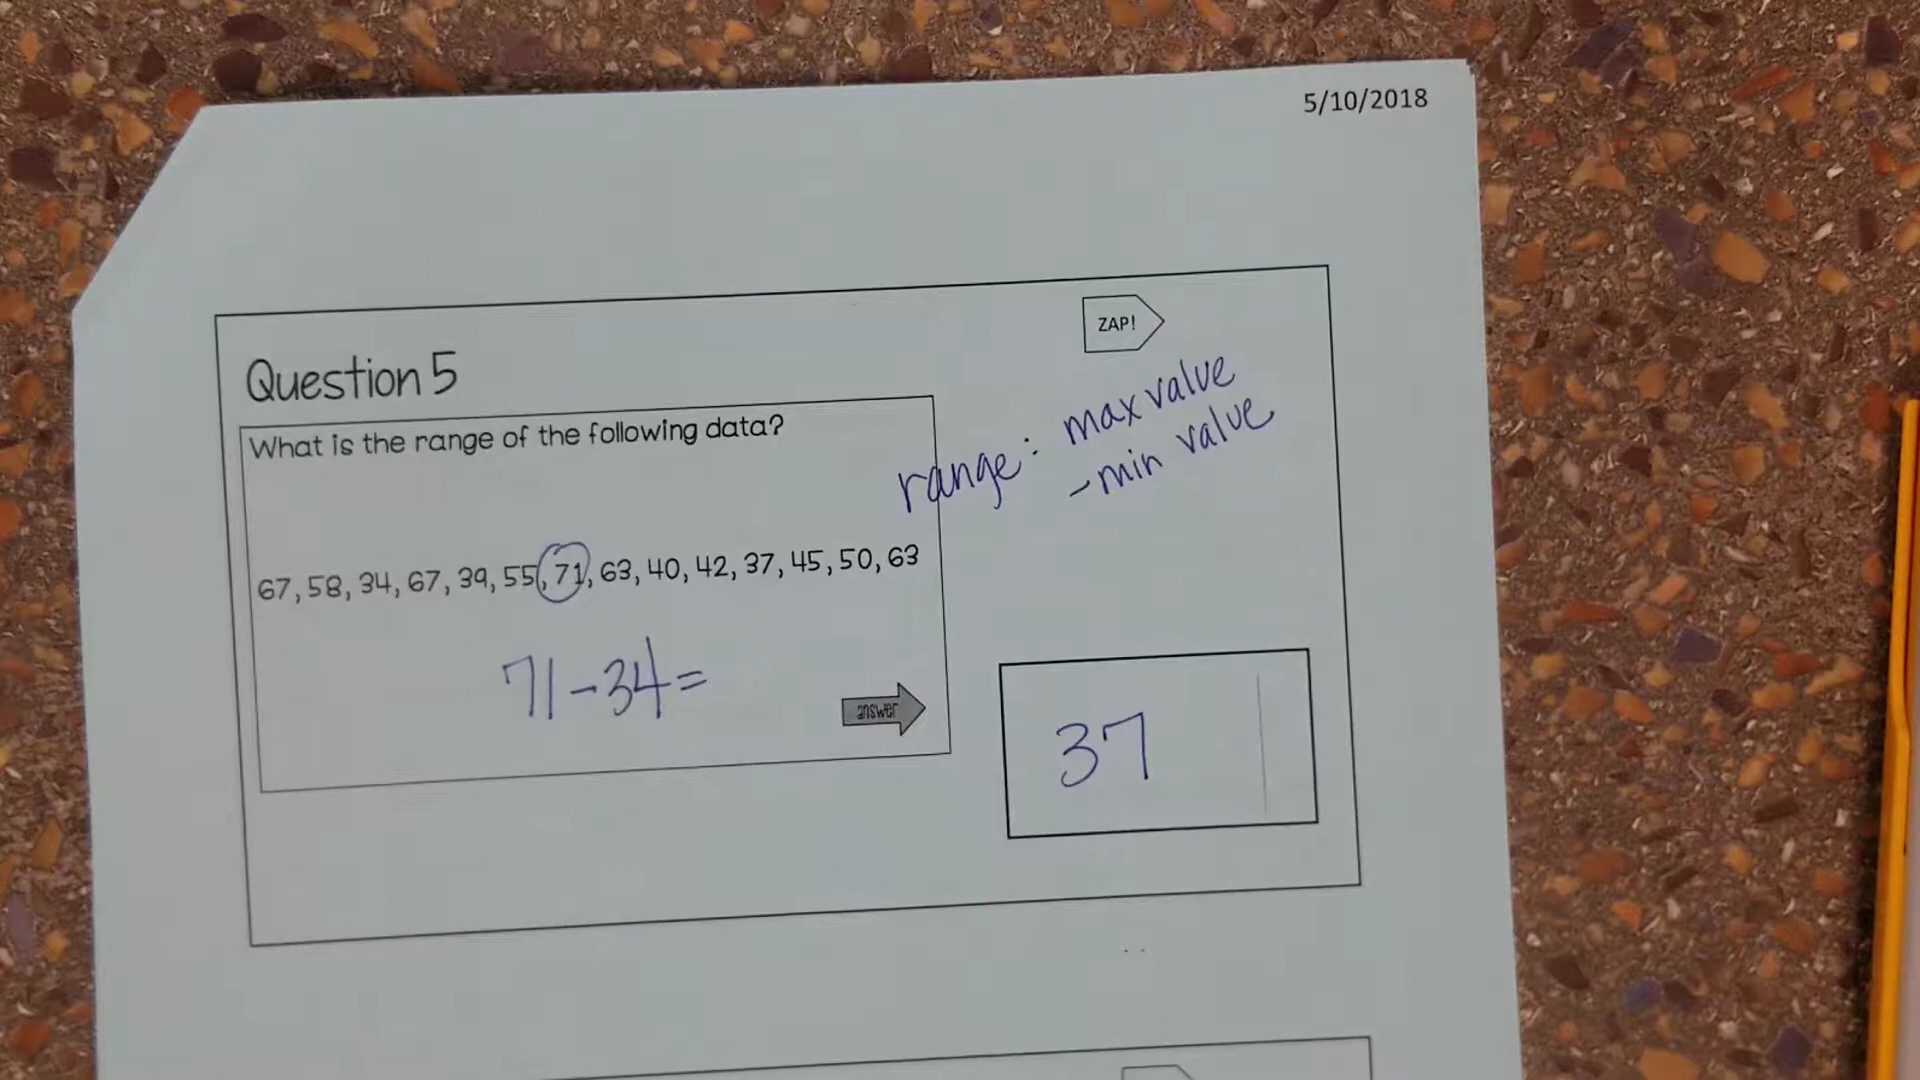 5/10/2018
ZAP!
Question 5
What is the range of the following data?
range: max value
- min value
67, 58, 34, 67, 39, 55, 71, 63, 40, 42, 37, 45, 50, 63
71-34=
answer
37